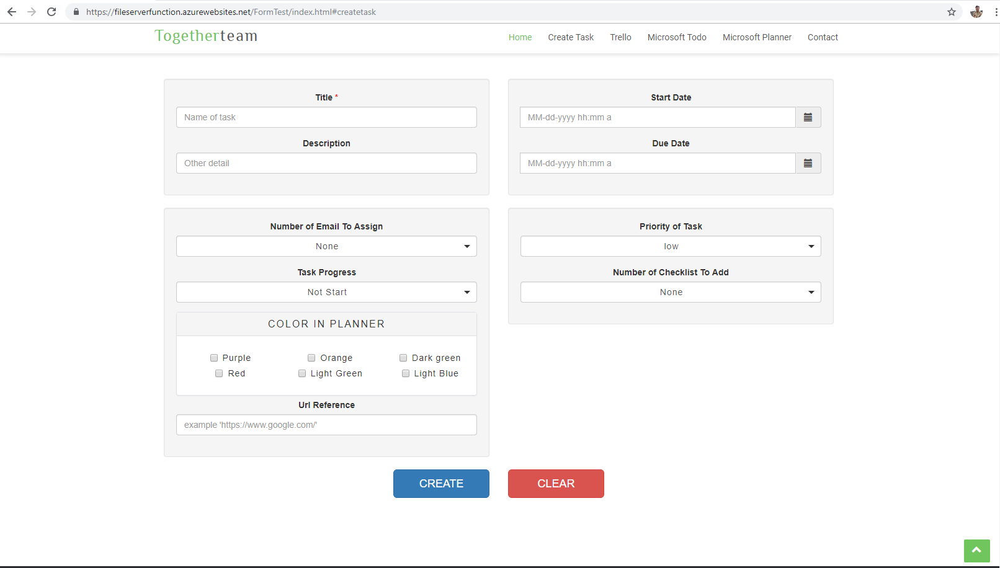 https://fileserverfunction.azurewebsites.net/FormTest/index.html#createtask
Togetherteam
Home Create Task Trello Microsoft Todo Microsoft Planner Contact
Title *
Name of task
Description
Other detail
Start Date
MM-dd-yyyy hh:mm a
Due Date
MM-dd-yyyy hh:mm a
Number of Email To Assign
None
Task Progress
Not Start
COLOR IN PLANNER
Purple Orange Dark green
Red Light Green Light Blue
Url Reference
example 'https://www.google.com/'
Priority of Task
low
Number of Checklist To Add
None
CREATE CLEAR